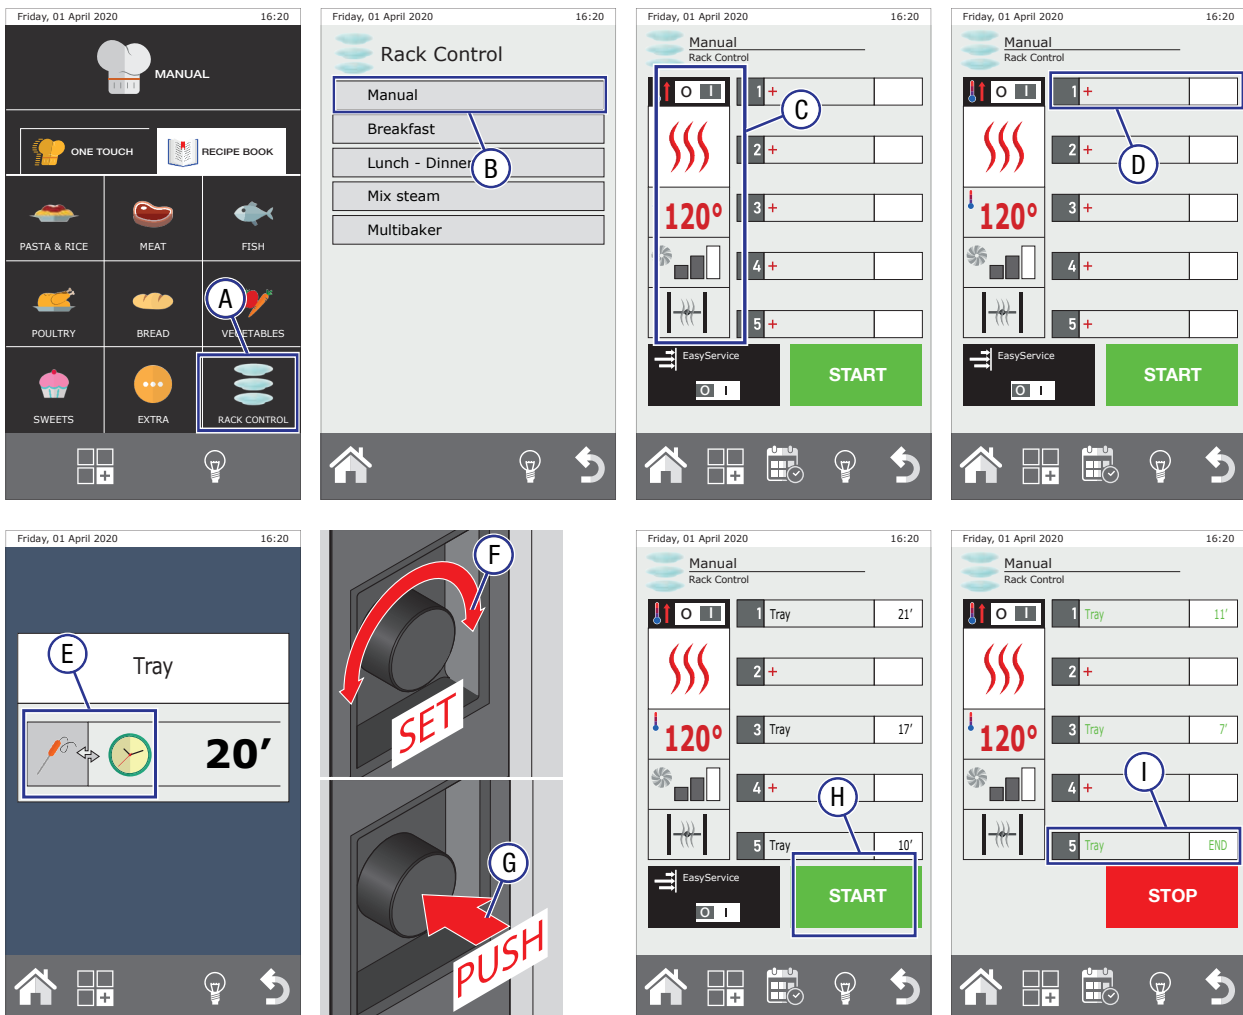 Friday, 01 April 2020 16:20
MANUAL
ONE TOUCH
RECIPE BOOK
PASTA & RICE
MEAT
FISH
A
POULTRY
BREAD
VEGETABLES
SWEETS
EXTRA
RACK CONTROL
Friday, 01 April 2020 16:20
Rack Control
Manual
Breakfast
Lunch - Dinner
B
Mix steam
Multibaker
Friday, 01 April 2020 16:20
Manual
Rack Control
O I
1 +
C
2 +
120°
3 +
4 +
5 +
EasyService
O I
START
Friday, 01 April 2020 16:20
Manual
Rack Control
O I
1 +
D
2 +
120°
3 +
4 +
5 +
EasyService
O I
START
Friday, 01 April 2020 16:20
E
Tray
20′
F
SET
G
PUSH
Friday, 01 April 2020 16:20
Manual
Rack Control
O I
1 Tray 21′
2 +
120°
3 Tray 17′
4 +
H
5 Tray 10′
EasyService
O I
START
Friday, 01 April 2020 16:20
Manual
Rack Control
O I
1 Tray 11′
2 +
120°
3 Tray 7′
I
4 +
5 Tray END
STOP